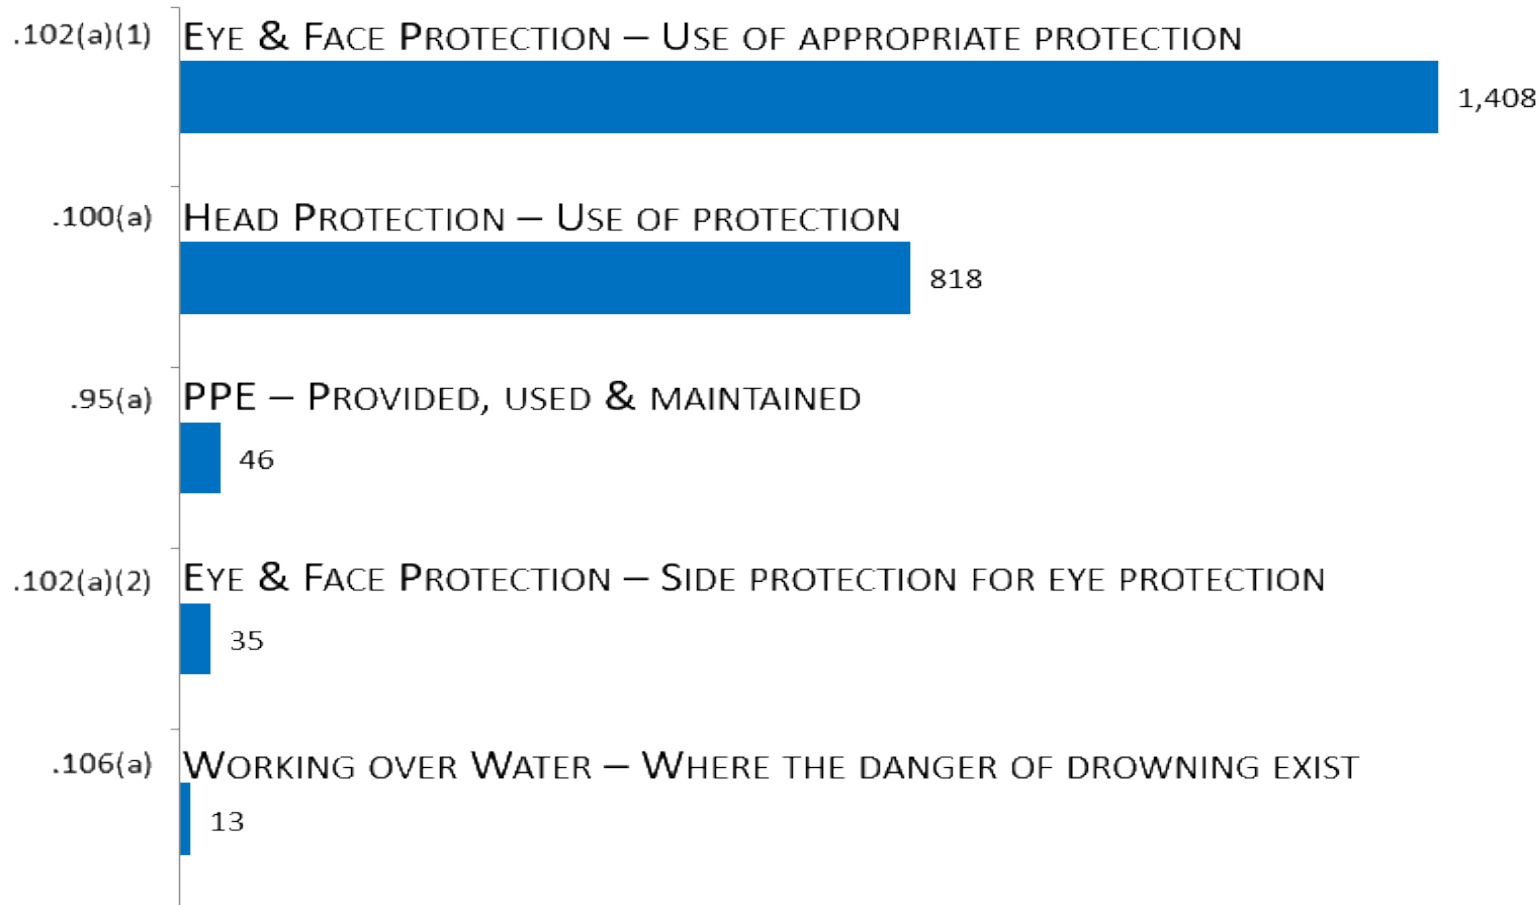 .102(a)(1) EYE & FACE PROTECTION – USE OF APPROPRIATE PROTECTION
1,408
.100(a) HEAD PROTECTION – USE OF PROTECTION
818
.95(a) PPE – PROVIDED, USED & MAINTAINED
46
.102(a)(2) EYE & FACE PROTECTION – SIDE PROTECTION FOR EYE PROTECTION
35
.106(a) WORKING OVER WATER – WHERE THE DANGER OF DROWNING EXIST
13